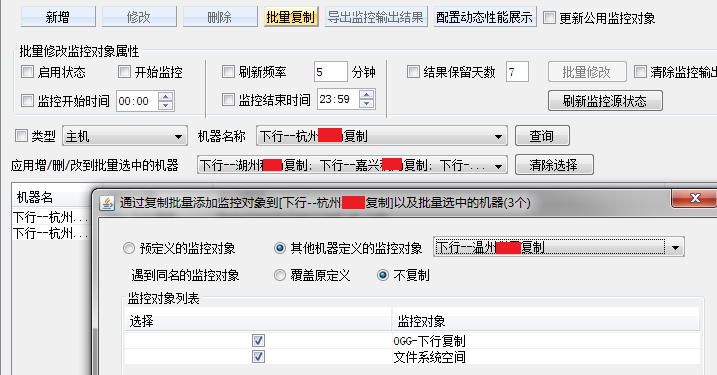 新增 修改 删除 批量复制 导出监控输出结果 配置动态性能展示 更新公用监控对象
批量修改监控对象属性
启用状态 开始监控 刷新频率 5 分钟 结果保留天数 7 批量修改 清除监控输出
监控开始时间 00:00 监控结束时间 23:59 刷新监控源状态
类型 主机 机器名称 下行--杭州 复制 查询
应用增/删/改到批量选中的机器 下行--湖州 复制; 下行--嘉兴 复制; 下行-... 清除选择
机器名
下行--杭州...
下行--杭州...
通过复制批量添加监控对象到[下行--杭州 复制]以及批量选中的机器(3个)
预定义的监控对象 其他机器定义的监控对象 下行--温州 复制
遇到同名的监控对象 覆盖原定义 不复制
监控对象列表
选择 监控对象
OGG-下行复制
文件系统空间